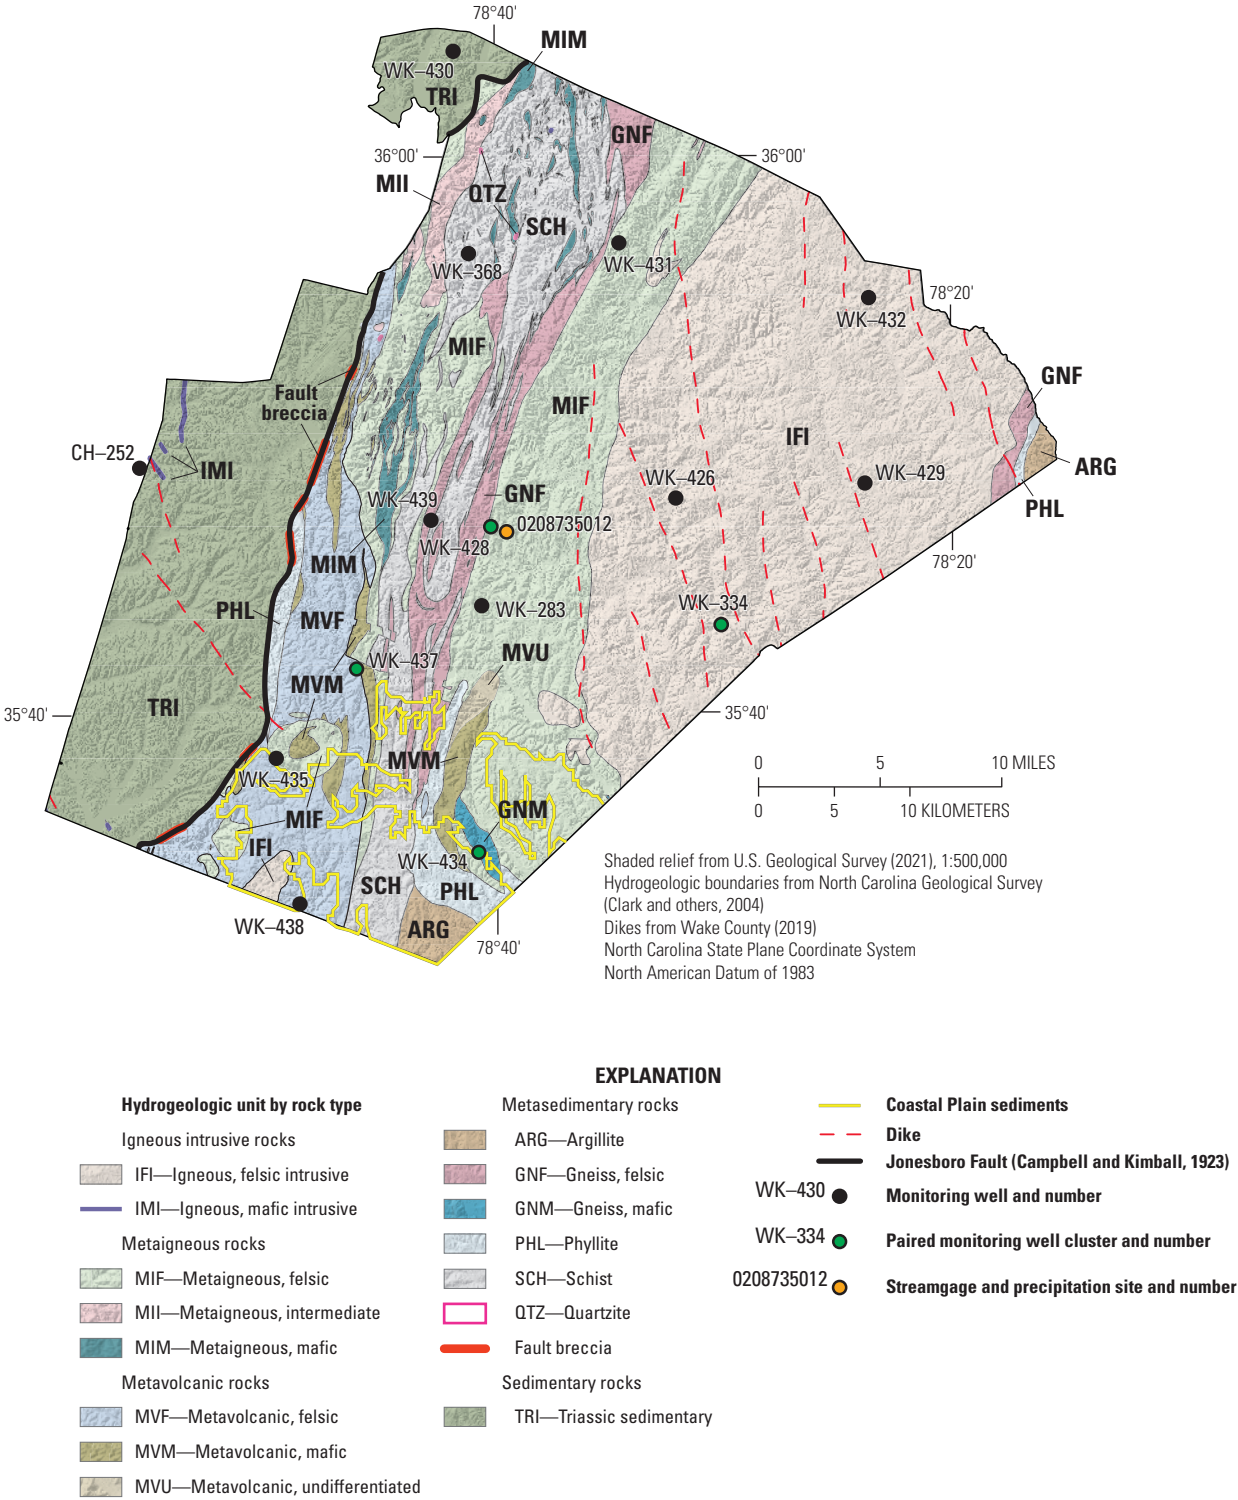 78°40'
MIM
WK–430
TRI
GNF
36°00'
36°00'
MII
QTZ
SCH
WK–368
WK–431
78°20'
WK–432
MIF
GNF
Fault
breccia
MIF
IFI
CH–252
IMI
ARG
WK–426
WK–429
WK–439
GNF
PHL
0208735012
WK–428
MIM
78°20'
PHL
MVF
WK–283
WK–334
MVU
WK–437
MVM
TRI
35°40'
35°40'
MVM
WK–435
0 5 10 MILES
0 5 10 KILOMETERS
MIF
GNM
IFI
WK–434
SCH
PHL
WK–438
ARG
78°40'
Shaded relief from U.S. Geological Survey (2021), 1:500,000
Hydrogeologic boundaries from North Carolina Geological Survey
(Clark and others, 2004)
Dikes from Wake County (2019)
North Carolina State Plane Coordinate System
North American Datum of 1983
EXPLANATION
Hydrogeologic unit by rock type
Igneous intrusive rocks
IFI—Igneous, felsic intrusive
IMI—Igneous, mafic intrusive
Metaigneous rocks
MIF—Metaigneous, felsic
MII—Metaigneous, intermediate
MIM—Metaigneous, mafic
Metavolcanic rocks
MVF—Metavolcanic, felsic
MVM—Metavolcanic, mafic
MVU—Metavolcanic, undifferentiated
Metasedimentary rocks
ARG—Argillite
GNF—Gneiss, felsic
GNM—Gneiss, mafic
PHL—Phyllite
SCH—Schist
QTZ—Quartzite
Fault breccia
Sedimentary rocks
TRI—Triassic sedimentary
Coastal Plain sediments
Dike
Jonesboro Fault (Campbell and Kimball, 1923)
WK–430 Monitoring well and number
WK–334 Paired monitoring well cluster and number
0208735012 Streamgage and precipitation site and number